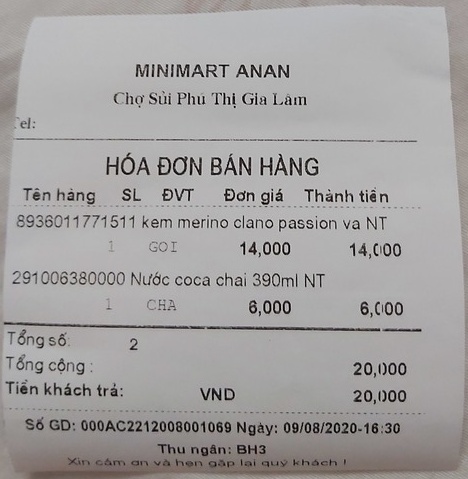 MINIMART ANAN
Chợ Sủi Phú Thị Gia Lâm
Tel:
HÓA ĐƠN BÁN HÀNG
Tên hàng SL ĐVT Đơn giá Thành tiền
8936011771511 kem merino clano passion va NT
1 GOI 14,000 14,000
291006380000 Nước coca chai 390ml NT
1 CHA 6,000 6,000
Tổng số: 2
Tổng cộng : 20,000
Tiền khách trả: VND 20,000
Số GD: 000AC2212008001069 Ngày: 09/08/2020-16:30
Thu ngân: BH3
Xin cảm ơn và hẹn gặp lại quý khách !